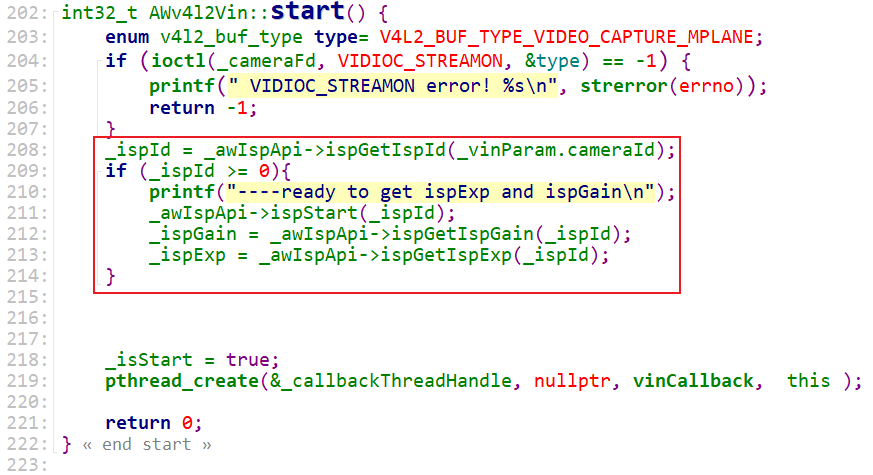 202: int32_t AWv4l2Vin::start() {
203: enum v4l2_buf_type type= V4L2_BUF_TYPE_VIDEO_CAPTURE_MPLANE;
204: if (ioctl(_cameraFd, VIDIOC_STREAMON, &type) == -1) {
205: printf(" VIDIOC_STREAMON error! %s\n", strerror(errno));
206: return -1;
207: }
208: _ispId = _awIspApi->ispGetIspId(_vinParam.cameraId);
209: if (_ispId >= 0){
210: printf("----ready to get ispExp and ispGain\n");
211: _awIspApi->ispStart(_ispId);
212: _ispGain = _awIspApi->ispGetIspGain(_ispId);
213: _ispExp = _awIspApi->ispGetIspExp(_ispId);
214: }
215:
216:
217:
218: _isStart = true;
219: pthread_create(&_callbackThreadHandle, nullptr, vinCallback, this );
220:
221: return 0;
222: } « end start »
223: